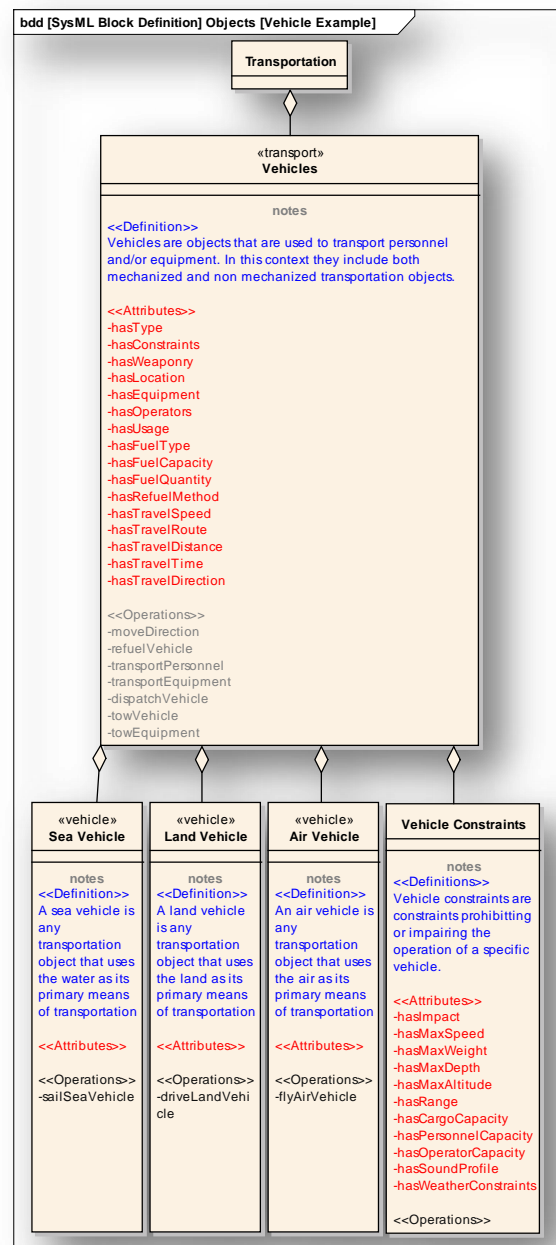 bdd [SysML Block Definition] Objects [Vehicle Example]
Transportation
«transport»
Vehicles
notes
<<Definition>>
Vehicles are objects that are used to transport personnel
and/or equipment. In this context they include both
mechanized and non mechanized transportation objects.
<<Attributes>>
-hasType
-hasConstraints
-hasWeaponry
-hasLocation
-hasEquipment
-hasOperators
-hasUsage
-hasFuelType
-hasFuelCapacity
-hasFuelQuantity
-hasRefuelMethod
-hasTravelSpeed
-hasTravelRoute
-hasTravelDistance
-hasTravelTime
-hasTravelDirection
<<Operations>>
-moveDirection
-refuelVehicle
-transportPersonnel
-transportEquipment
-dispatchVehicle
-towVehicle
-towEquipment
«vehicle»
Sea Vehicle
notes
<<Definition>>
A sea vehicle is
any
transportation
object that uses
the water as its
primary means
of transportation
<<Attributes>>
<<Operations>>
-sailSeaVehicle
«vehicle»
Land Vehicle
notes
<<Definition>>
A land vehicle
is any
transportation
object that uses
the land as its
primary means
of transportation
<<Attributes>>
<<Operations>>
-driveLandVehi
cle
«vehicle»
Air Vehicle
notes
<<Definition>>
An air vehicle is
any
transportation
object that uses
the air as its
primary means
of transportation
<<Attributes>>
<<Operations>>
-flyAirVehicle
Vehicle Constraints
notes
<<Definitions>>
Vehicle constraints are
constraints prohibitting
or impairing the
operation of a specific
vehicle.
<<Attributes>>
-hasImpact
-hasMaxSpeed
-hasMaxWeight
-hasMaxDepth
-hasMaxAltitude
-hasRange
-hasCargoCapacity
-hasPersonnelCapacity
-hasOperatorCapacity
-hasSoundProfile
-hasWeatherConstraints
<<Operations>>